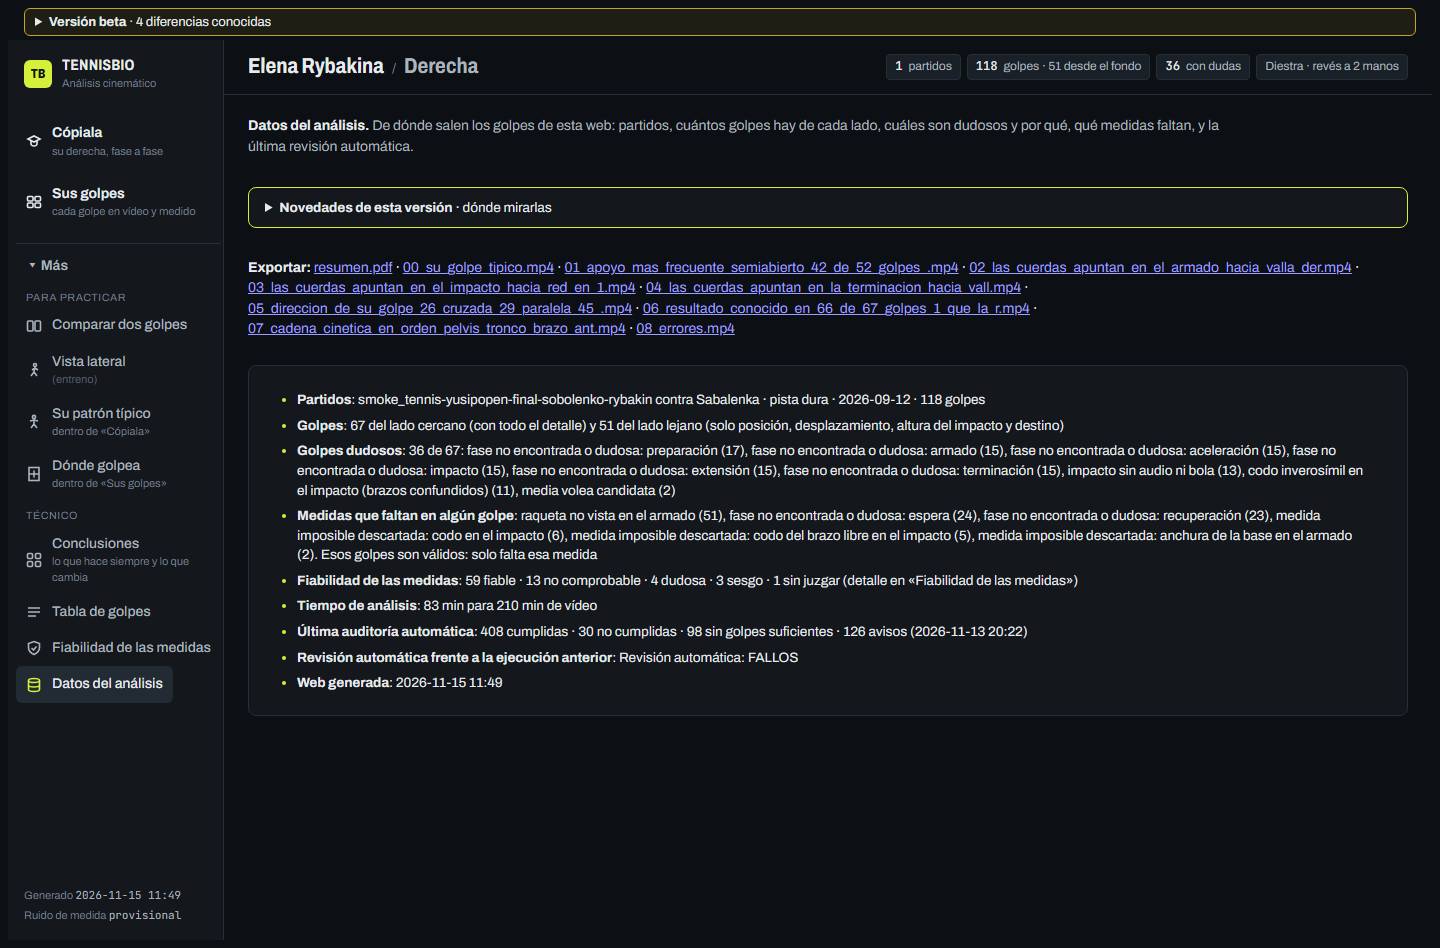 Versión beta · 4 diferencias conocidas
TB
TENNISBIO
Análisis cinemático
Cópiala
su derecha, fase a fase
Sus golpes
cada golpe en vídeo y medido
Más
PARA PRACTICAR
Comparar dos golpes
Vista lateral
(entreno)
Su patrón típico
dentro de «Cópiala»
Dónde golpea
dentro de «Sus golpes»
TÉCNICO
Conclusiones
lo que hace siempre y lo que
cambia
Tabla de golpes
Fiabilidad de las medidas
Datos del análisis
Generado 2026-11-15 11:49
Ruido de medida provisional
Elena Rybakina / Derecha
1 partidos
118 golpes · 51 desde el fondo
36 con dudas
Diestra · revés a 2 manos
Datos del análisis. De dónde salen los golpes de esta web: partidos, cuántos golpes hay de cada lado, cuáles son dudosos y por qué, qué medidas faltan, y la
última revisión automática.
Novedades de esta versión · dónde mirarlas
Exportar: resumen.pdf · 00_su_golpe_tipico.mp4 · 01_apoyo_mas_frecuente_semiabierto_42_de_52_golpes_.mp4 · 02_las_cuerdas_apuntan_en_el_armado_hacia_valla_der.mp4 ·
03_las_cuerdas_apuntan_en_el_impacto_hacia_red_en_1.mp4 · 04_las_cuerdas_apuntan_en_la_terminacion_hacia_vall.mp4 ·
05_direccion_de_su_golpe_26_cruzada_29_paralela_45_.mp4 · 06_resultado_conocido_en_66_de_67_golpes_1_que_la_r.mp4 ·
07_cadena_cinetica_en_orden_pelvis_tronco_brazo_ant.mp4 · 08_errores.mp4
Partidos: smoke_tennis-yusipopen-final-sobolenko-rybakin contra Sabalenka · pista dura · 2026-09-12 · 118 golpes
Golpes: 67 del lado cercano (con todo el detalle) y 51 del lado lejano (solo posición, desplazamiento, altura del impacto y destino)
Golpes dudosos: 36 de 67: fase no encontrada o dudosa: preparación (17), fase no encontrada o dudosa: armado (15), fase no encontrada o dudosa: aceleración (15), fase no
encontrada o dudosa: impacto (15), fase no encontrada o dudosa: extensión (15), fase no encontrada o dudosa: terminación (15), impacto sin audio ni bola (13), codo inverosímil en
el impacto (brazos confundidos) (11), media volea candidata (2)
Medidas que faltan en algún golpe: raqueta no vista en el armado (51), fase no encontrada o dudosa: espera (24), fase no encontrada o dudosa: recuperación (23), medida
imposible descartada: codo en el impacto (6), medida imposible descartada: codo del brazo libre en el impacto (5), medida imposible descartada: anchura de la base en el armado
(2). Esos golpes son válidos: solo falta esa medida
Fiabilidad de las medidas: 59 fiable · 13 no comprobable · 4 dudosa · 3 sesgo · 1 sin juzgar (detalle en «Fiabilidad de las medidas»)
Tiempo de análisis: 83 min para 210 min de vídeo
Última auditoría automática: 408 cumplidas · 30 no cumplidas · 98 sin golpes suficientes · 126 avisos (2026-11-13 20:22)
Revisión automática frente a la ejecución anterior: Revisión automática: FALLOS
Web generada: 2026-11-15 11:49